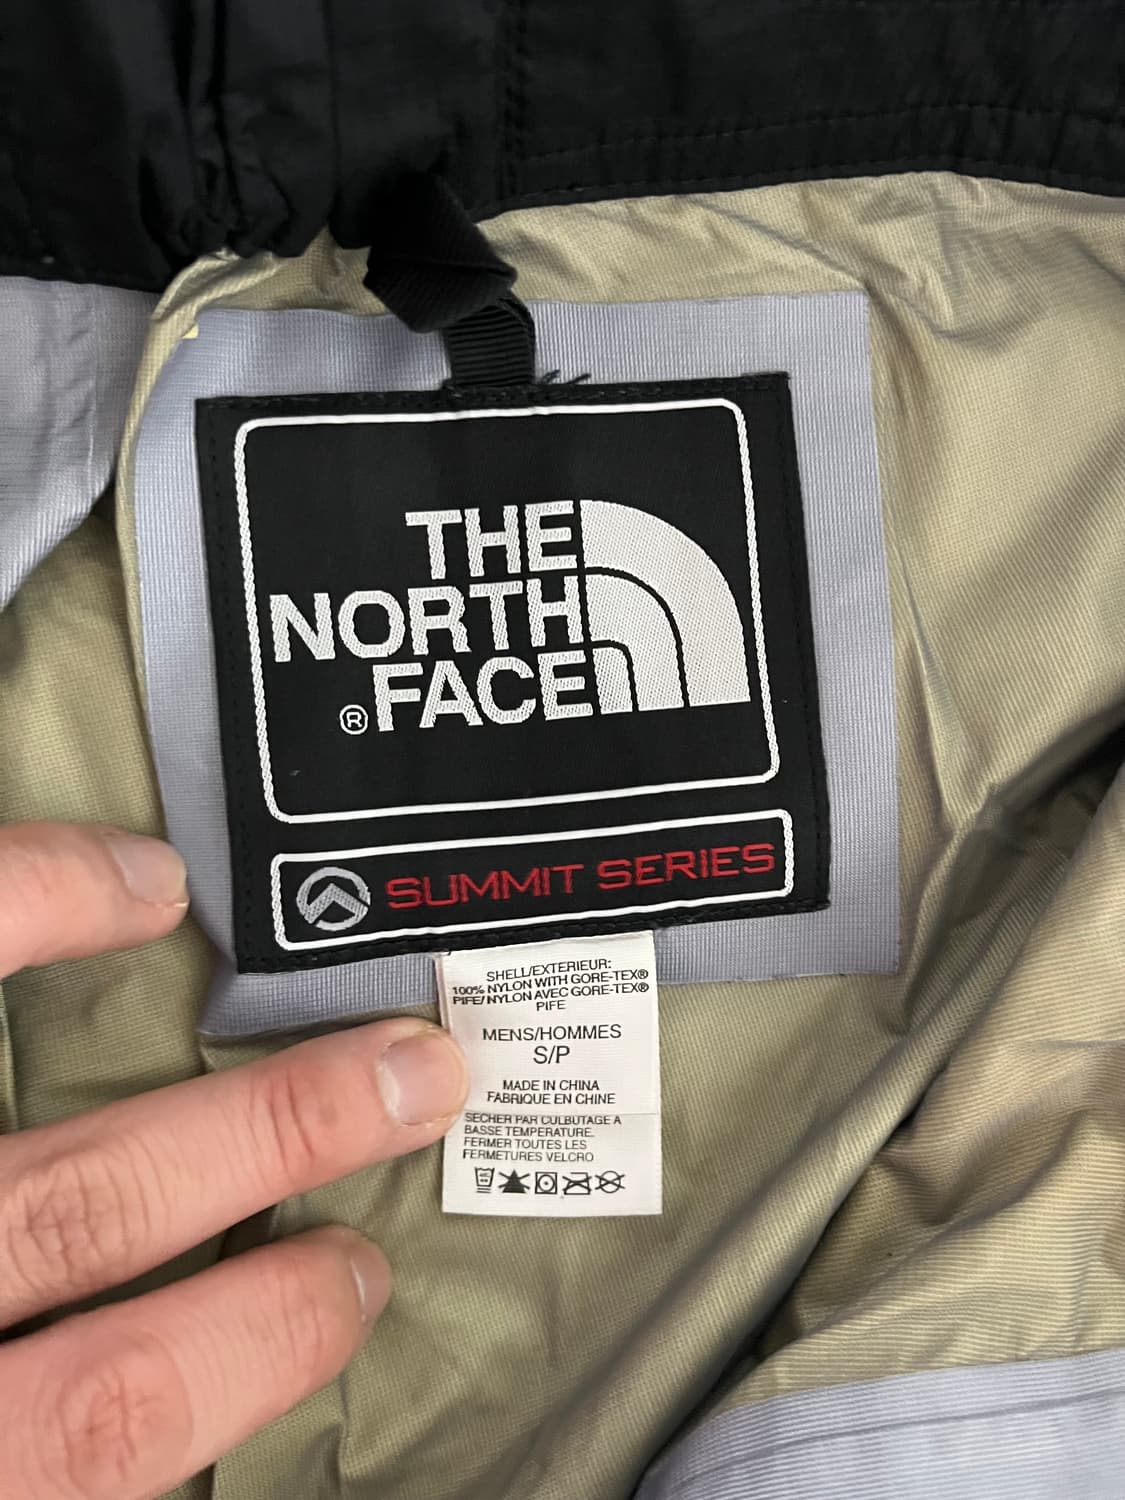 THE
NORTH
®FACE
SUMMIT SERIES
SHELL/EXTERIEUR:
100% NYLON WITH GORE-TEX®
PIFE/ NYLON AVEC GORE-TEX®
PIFE
MENS/HOMMES
S/P
MADE IN CHINA
FABRIQUE EN CHINE
SECHER PAR CULBUTAGE A
BASSE TEMPERATURE.
FERMER TOUTES LES
FERMETURES VELCRO